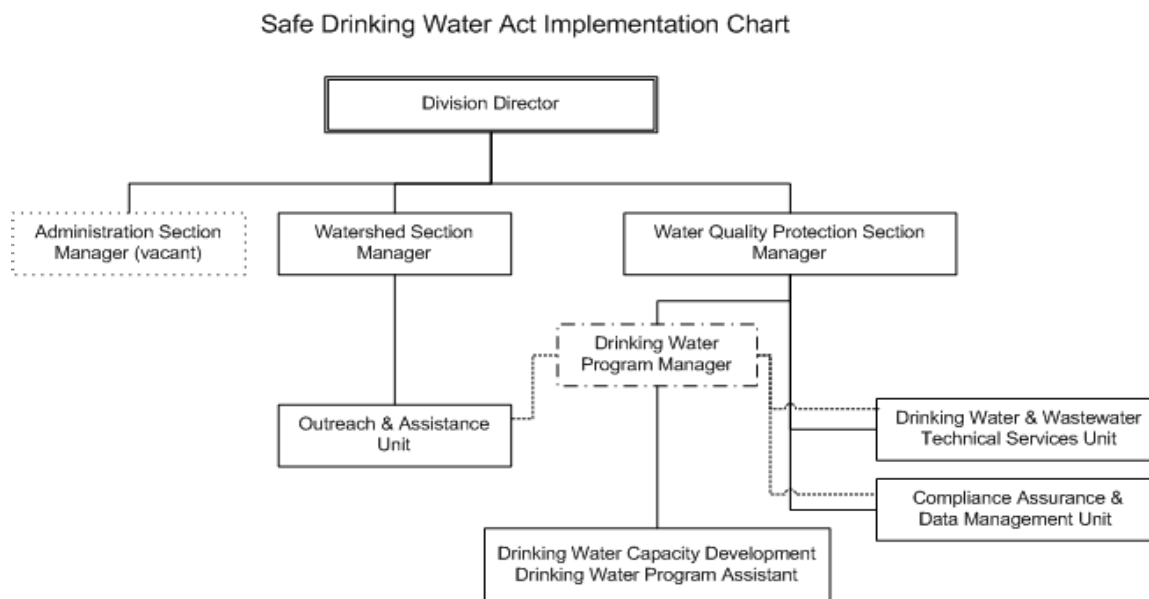 Safe Drinking Water Act Implementation Chart
Division Director
Administration Section
Manager (vacant)
Watershed Section
Manager
Water Quality Protection Section
Manager
Drinking Water
Program Manager
Outreach & Assistance
Unit
Drinking Water & Wastewater
Technical Services Unit
Compliance Assurance &
Data Management Unit
Drinking Water Capacity Development
Drinking Water Program Assistant